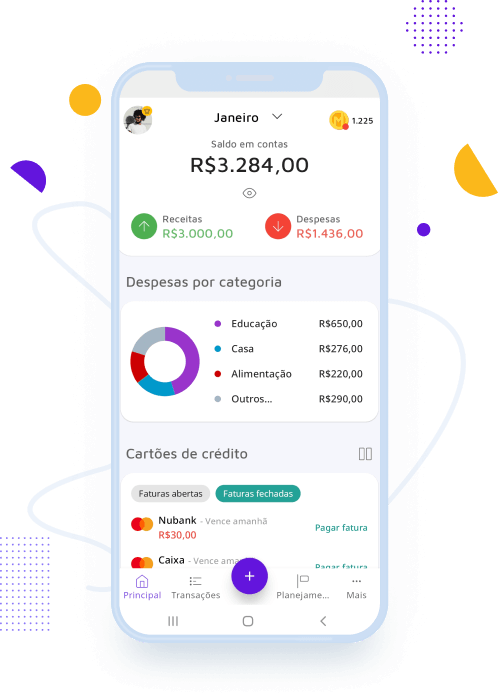 Janeiro
1.225
Saldo em contas
R$3.284,00
Receitas
R$3.000,00
Despesas
R$1.436,00
Despesas por categoria
Educação R$650,00
Casa R$276,00
Alimentação R$220,00
Outros... R$290,00
Cartões de crédito
Faturas abertas Faturas fechadas
Nubank - Vence amanhã
R$30,00
Pagar fatura
Caixa - Vence
Pagar fatura
Principal Transações + Planejame... Mais